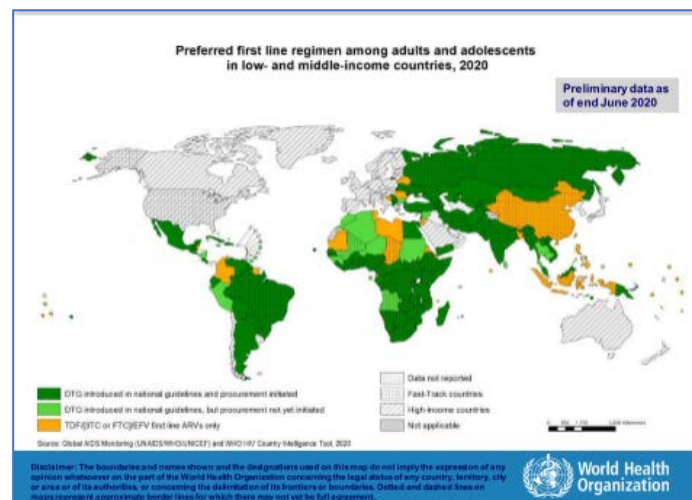 Preferred first line regimen among adults and adolescents
in low- and middle-income countries, 2020
Preliminary data as
of end June 2020
DTG introduced in national guidelines and procurement initiated
DTG introduced in national guidelines, but procurement not yet initiated
TDF/(3TC or FTC)/EFV first line ARVs only
Data not reported
Fast-Track countries
High-income countries
Not applicable
Source: Global AIDS Monitoring (UNAIDS/WHO/UNICEF) and WHO HIV Country Intelligence Tool, 2020
Disclaimer: The boundaries and names shown and the designations used on this map do not imply the expression of any
opinion whatsoever on the part of the World Health Organization concerning the legal status of any country, territory, city
or area or of its authorities, or concerning the delimitation of its frontiers or boundaries. Dotted and dashed lines on
maps represent approximate border lines for which there may not yet be full agreement.
World Health
Organization